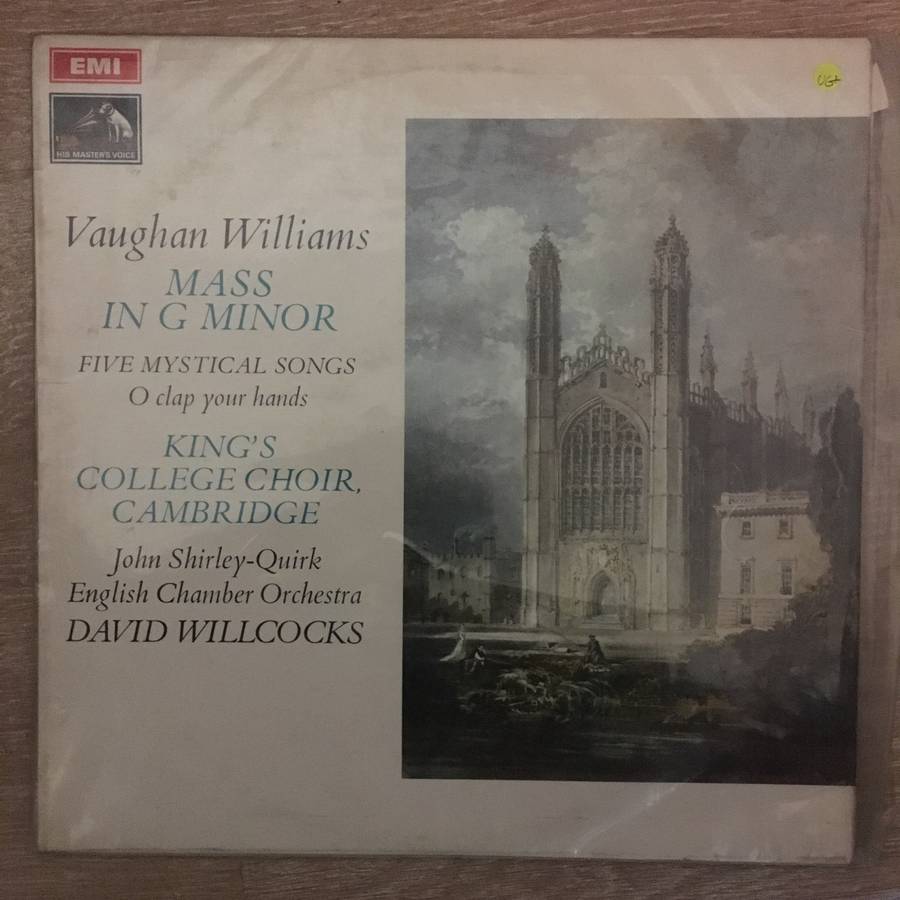 EMI
HIS MASTER'S VOICE
VG+
Vaughan Williams
MASS
IN G MINOR
FIVE MYSTICAL SONGS
O clap your hands
KING'S
COLLEGE CHOIR,
CAMBRIDGE
John Shirley-Quirk
English Chamber Orchestra
DAVID WILLCOCKS